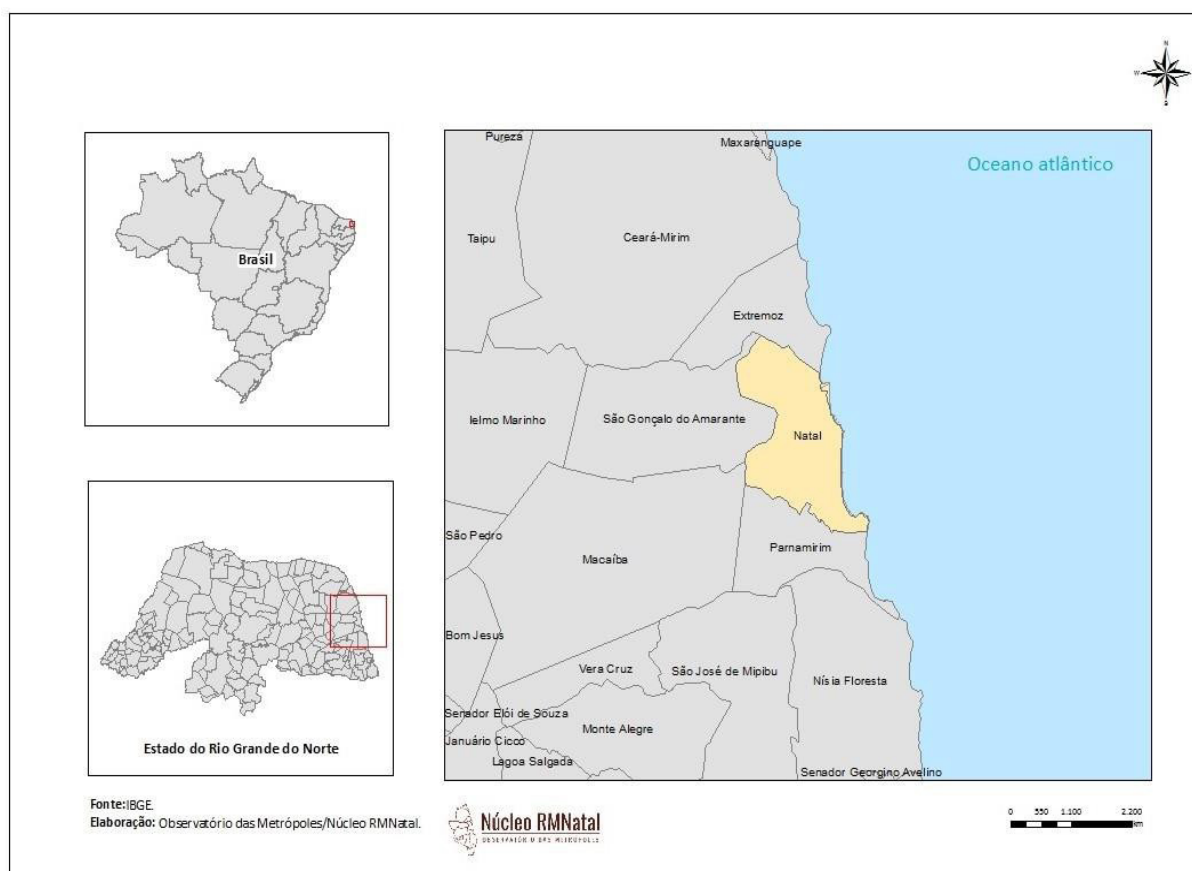 N
W
S
Brasil
Estado do Rio Grande do Norte
Pureza
Maxaranguape
Oceano atlântico
Taipu
Ceará-Mirim
Extremoz
Ielmo Marinho
São Gonçalo do Amarante
Natal
São Pedro
Macaíba
Parnamirim
Bom Jesus
Vera Cruz
São José de Mipibu
Nísia Floresta
Senador Elói de Souza
Monte Alegre
Januário Cicco
Lagoa Salgada
Senador Georgino Avelino
Fonte:IBGE.
Elaboração: Observatório das Metrópoles/Núcleo RMNatal.
Núcleo RMNatal
OBSERVATÓRIO DAS METRÓPOLES
0 550 1.100 2.200
km